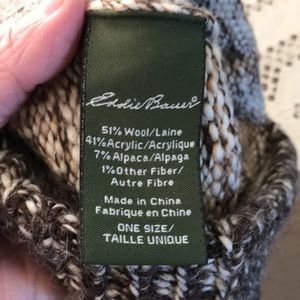 Eddie Bauer
51% Wool/Laine
41% Acrylic/Acrylique
7% Alpaca/Alpaga
1% Other Fiber/
Autre Fibre
Made in China
Fabrique en Chine
ONE SIZE/
TAILLE UNIQUE